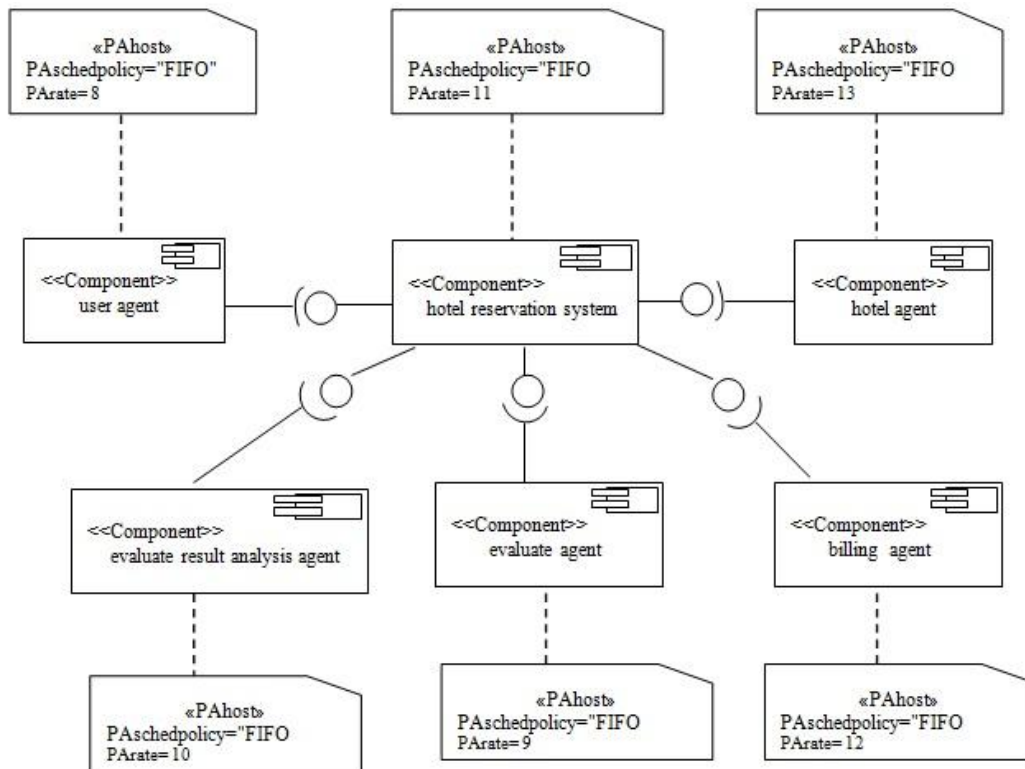 «PAhost»
PAschedpolicy="FIFO"
PArate=8
«PAhost»
PAschedpolicy="FIFO
PArate=11
«PAhost»
PAschedpolicy="FIFO
PArate=13
<<Component>>
user agent
<<Component>>
hotel reservation system
<<Component>>
hotel agent
<<Component>>
evaluate result analysis agent
<<Component>>
evaluate agent
<<Component>>
billing agent
«PAhost»
PAschedpolicy="FIFO
PArate=10
«PAhost»
PAschedpolicy="FIFO
PArate=9
«PAhost»
PAschedpolicy="FIFO
PArate=12